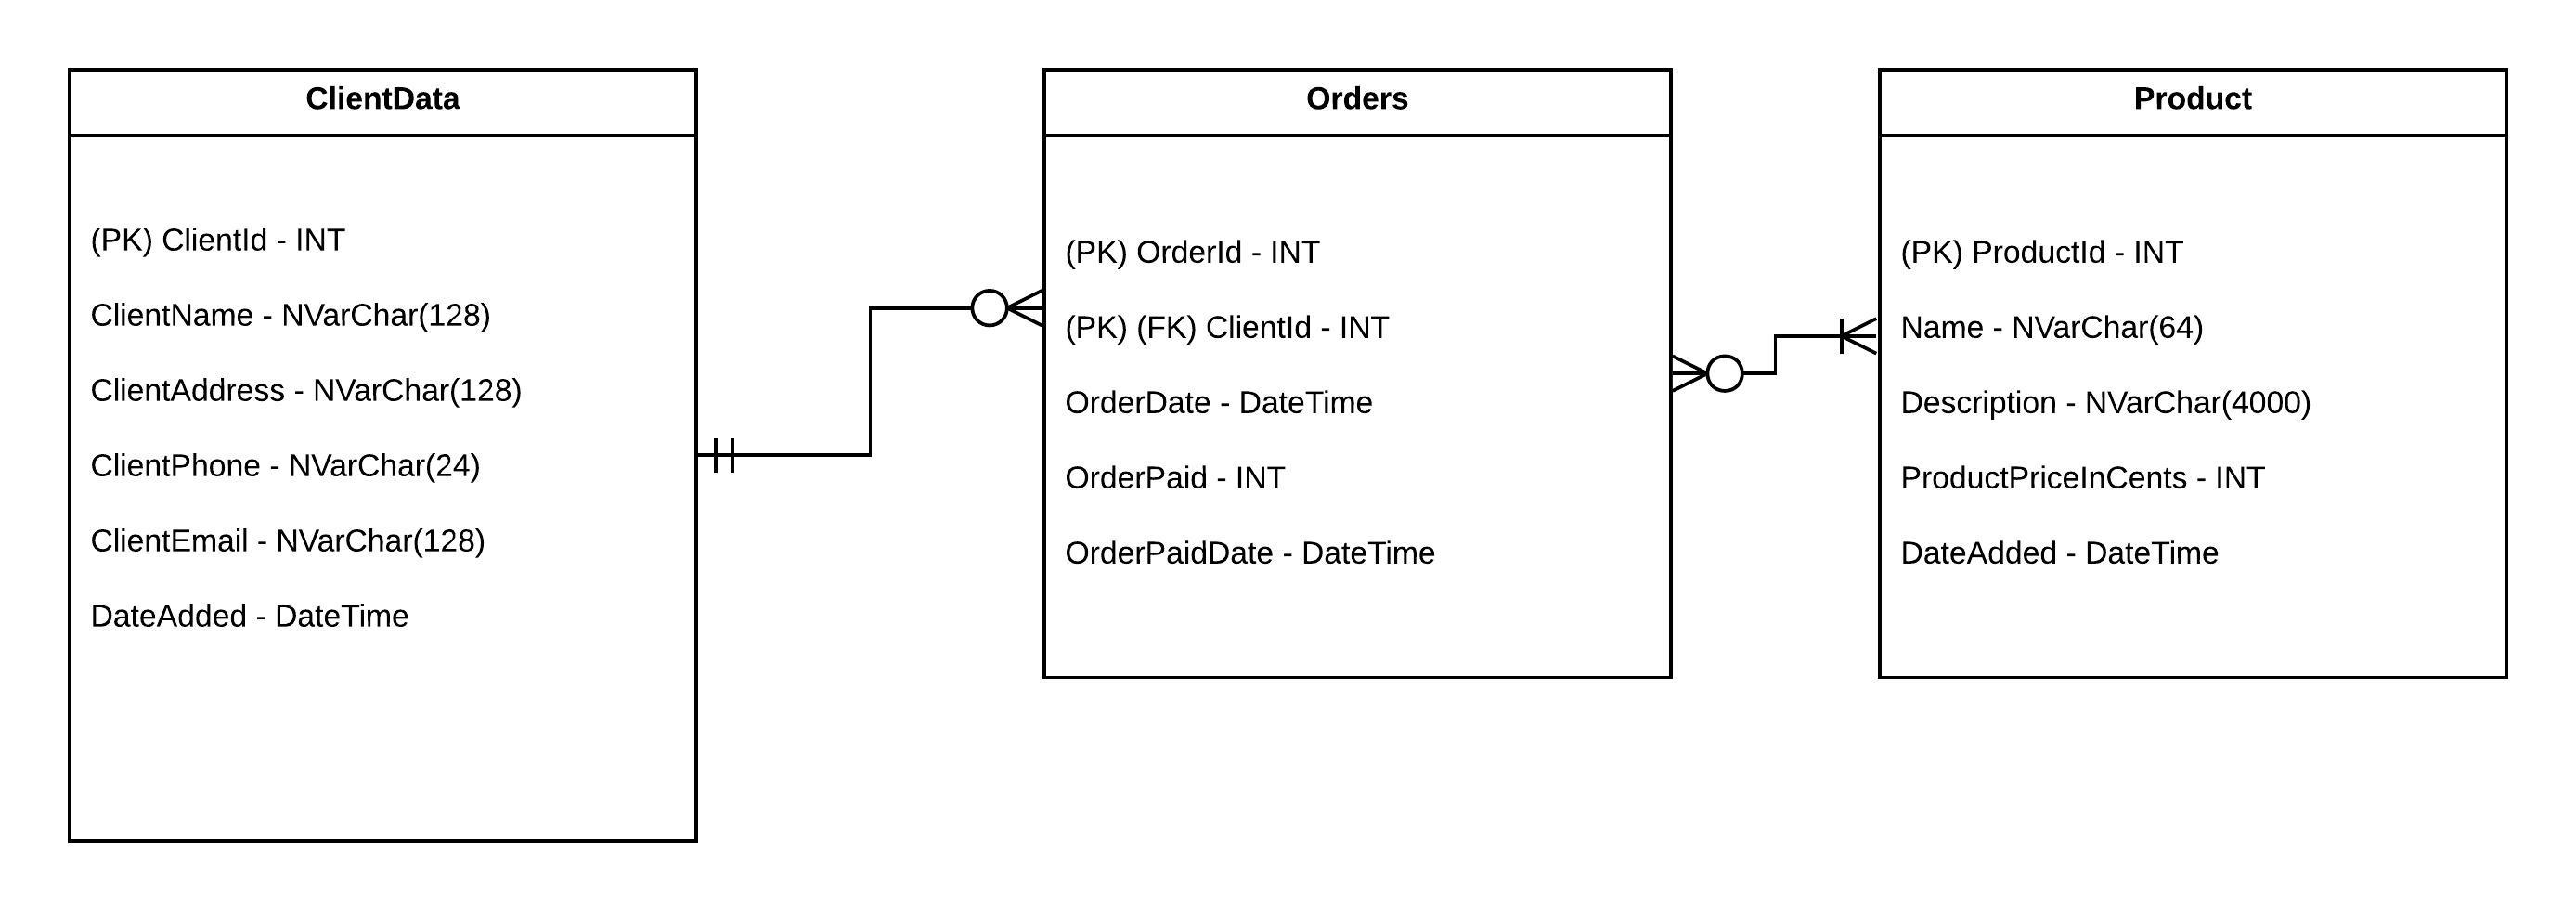 ClientData
(PK) ClientId - INT
ClientName - NVarChar(128)
ClientAddress - NVarChar(128)
ClientPhone - NVarChar(24)
ClientEmail - NVarChar(128)
DateAdded - DateTime
Orders
(PK) OrderId - INT
(PK) (FK) ClientId - INT
OrderDate - DateTime
OrderPaid - INT
OrderPaidDate - DateTime
Product
(PK) ProductId - INT
Name - NVarChar(64)
Description - NVarChar(4000)
ProductPriceInCents - INT
DateAdded - DateTime